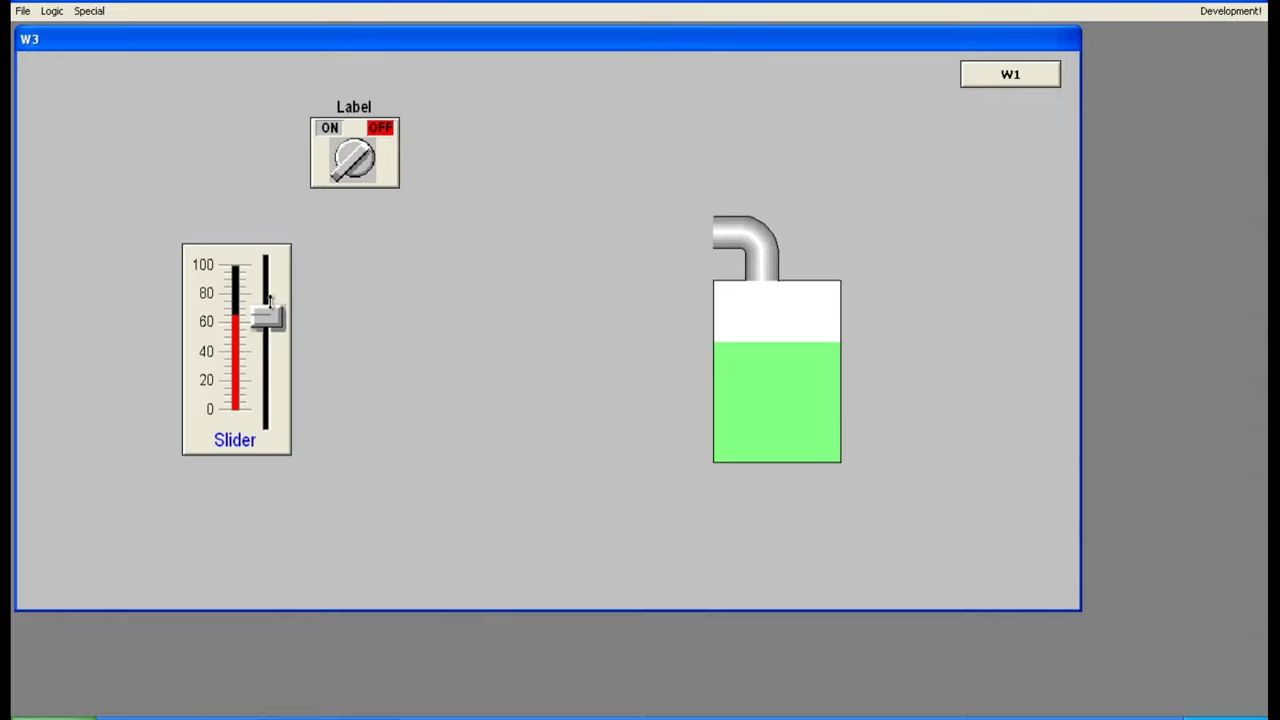 File Logic Special Development!
W3
W1
Label
ON OFF
100
80
60
40
20
0
Slider